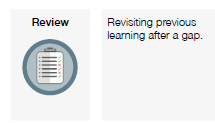 Review
Revisiting previous
learning after a gap.